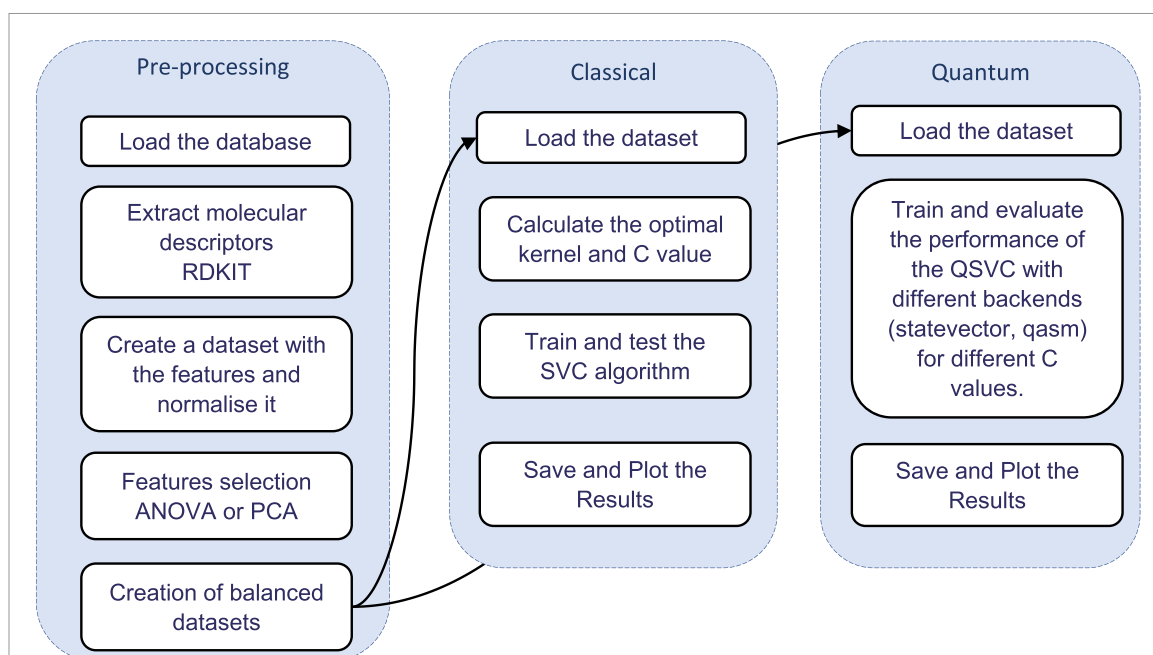 Pre-processing
Load the database
Extract molecular
descriptors
RDKIT
Create a dataset with
the features and
normalise it
Features selection
ANOVA or PCA
Creation of balanced
datasets
Classical
Load the dataset
Calculate the optimal
kernel and C value
Train and test the
SVC algorithm
Save and Plot the
Results
Quantum
Load the dataset
Train and evaluate
the performance of
the QSVC with
different backends
(statevector, qasm)
for different C
values.
Save and Plot the
Results